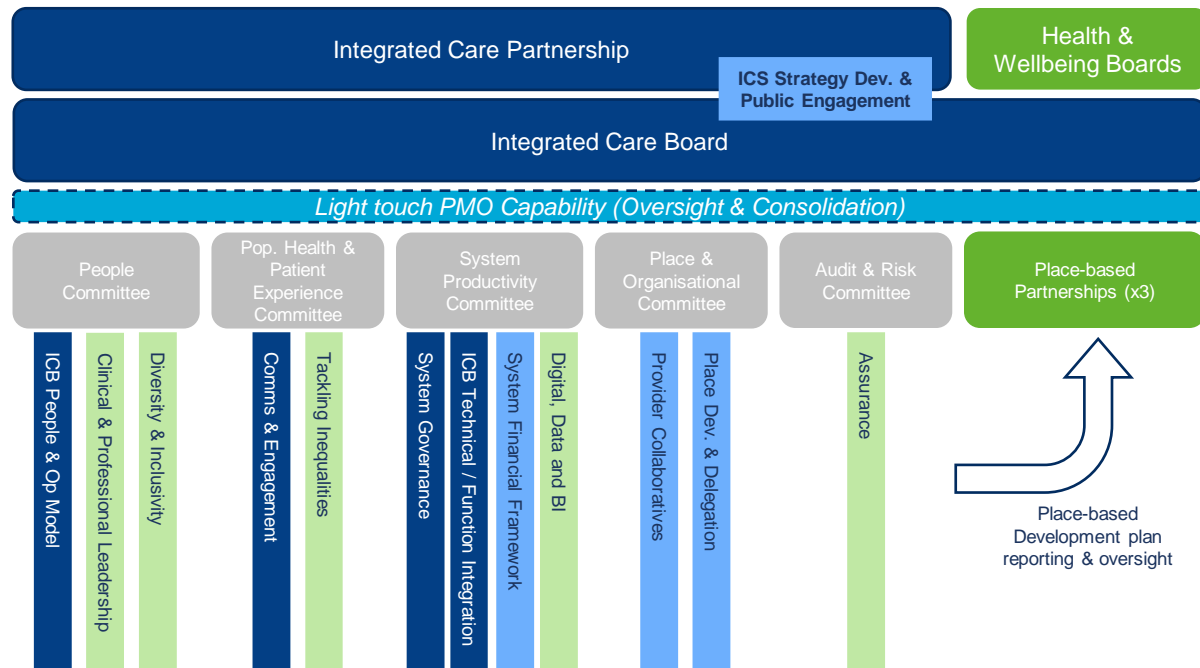 Integrated Care Partnership
Health &
Wellbeing Boards
ICS Strategy Dev. &
Public Engagement
Integrated Care Board
Light touch PMO Capability (Oversight & Consolidation)
People
Committee
Pop. Health &
Patient
Experience
Committee
System
Productivity
Committee
Place &
Organisational
Committee
Audit & Risk
Committee
Place-based
Partnerships (x3)
ICB People & Op Model
Clinical & Professional Leadership
Diversity & Inclusivity
Comms & Engagement
Tackling Inequalities
System Governance
ICB Technical / Function Integration
System Financial Framework
Digital, Data and BI
Provider Collaboratives
Place Dev. & Delegation
Assurance
Place-based
Development plan
reporting & oversight